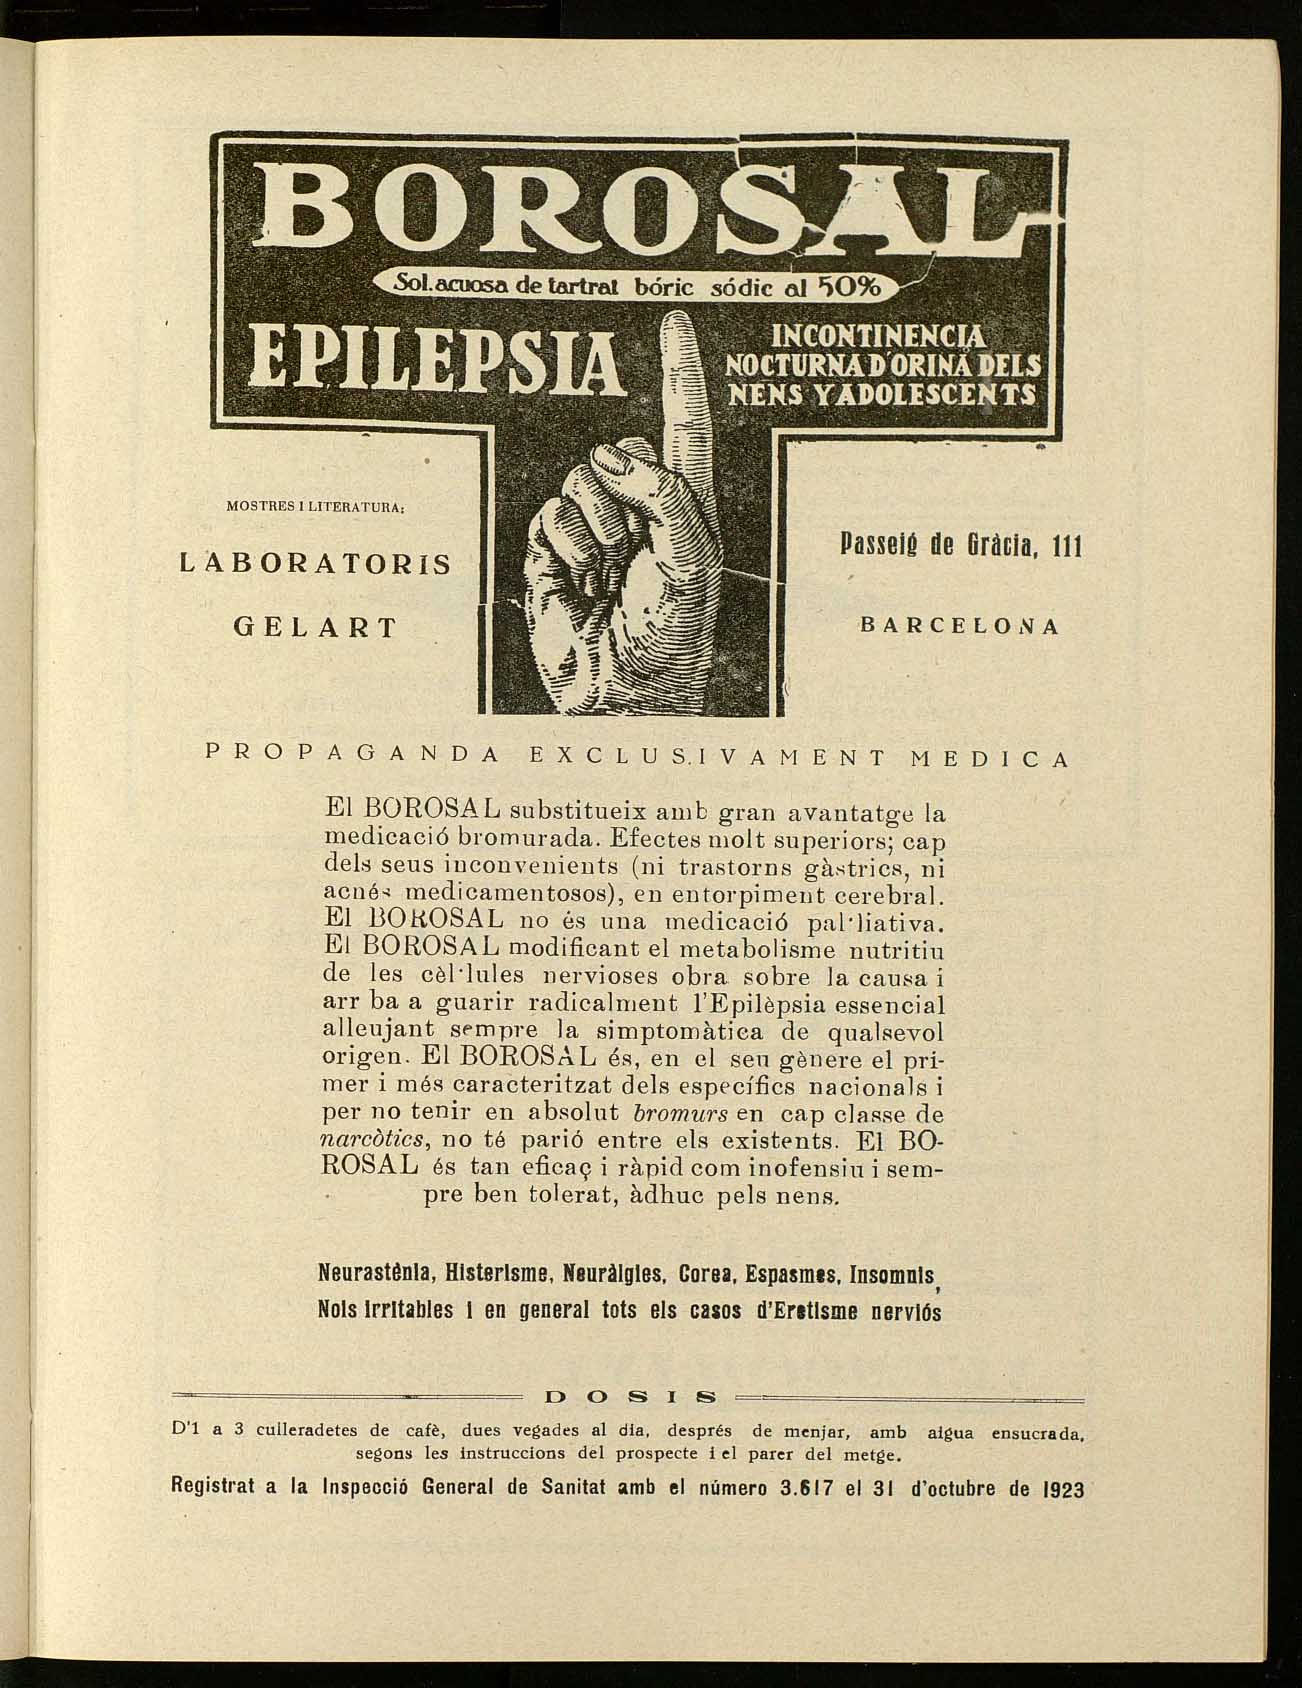 BOROSAL
Sol. acuosa de tartrat bóric sódic al 50%
EPILEPSIA
INCONTINENCIA
NOCTURNA D'ORINA DELS
NENS Y ADOLESCENTS
MOSTRES I LITERATURA:
LABORATORIS
GELART
Passeig de Gràcia, 111
BARCELONA
PROPAGANDA EXCLUS.IVAMENT MEDICA
El BOROSAL substitueix amb gran avantatge la
medicació bromurada. Efectes molt superiors; cap
dels seus inconvenients (ni trastorns gàstrics, ni
acnés medicamentosos), en entorpiment cerebral.
El BOROSAL no és una medicació pal·liativa.
El BOROSAL modificant el metabolisme nutritiu
de les cèl·lules nervioses obra sobre la causa i
arr ba a guarir radicalment l'Epilèpsia essencial
alleujant sempre la simptomàtica de qualsevol
origen. El BOROSAL és, en el seu gènere el pri-
mer i més caracteritzat dels específics nacionals i
per no tenir en absolut bromurs en cap classe de
narcòtics, no té parió entre els existents. El BO-
ROSAL és tan eficaç i ràpid com inofensiu i sem-
pre ben tolerat, àdhuc pels nens.
Neurastênia, Histerisme, Neuràlgies, Corea, Espasmes, Insomnis,
Nois irritables i en general tots els casos d'Eretisme nerviós
DOSIS
D'1 a 3 culleradetes de cafè, dues vegades al dia, després de menjar, amb aigua ensucrada,
segons les instruccions del prospecte i el parer del metge.
Registrat a la Inspecció General de Sanitat amb el número 3.617 el 31 d'octubre de 1923